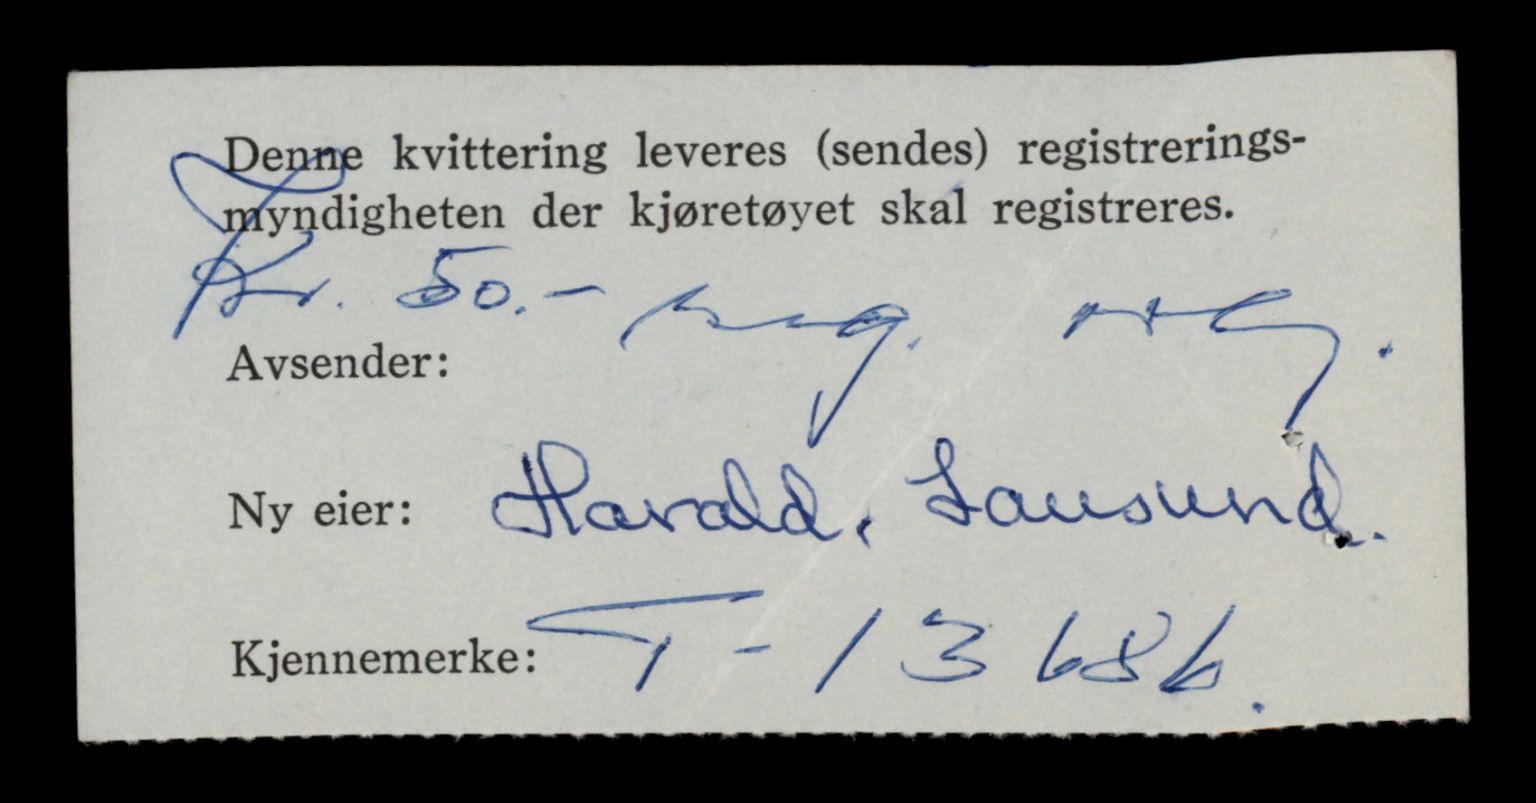 Denne kvittering leveres (sendes) registrerings-
myndigheten der kjøretøyet skal registreres.
Kr. 50.-
Avsender:
Ny eier: Harald. Lausund.
Kjennemerke: T-13686.